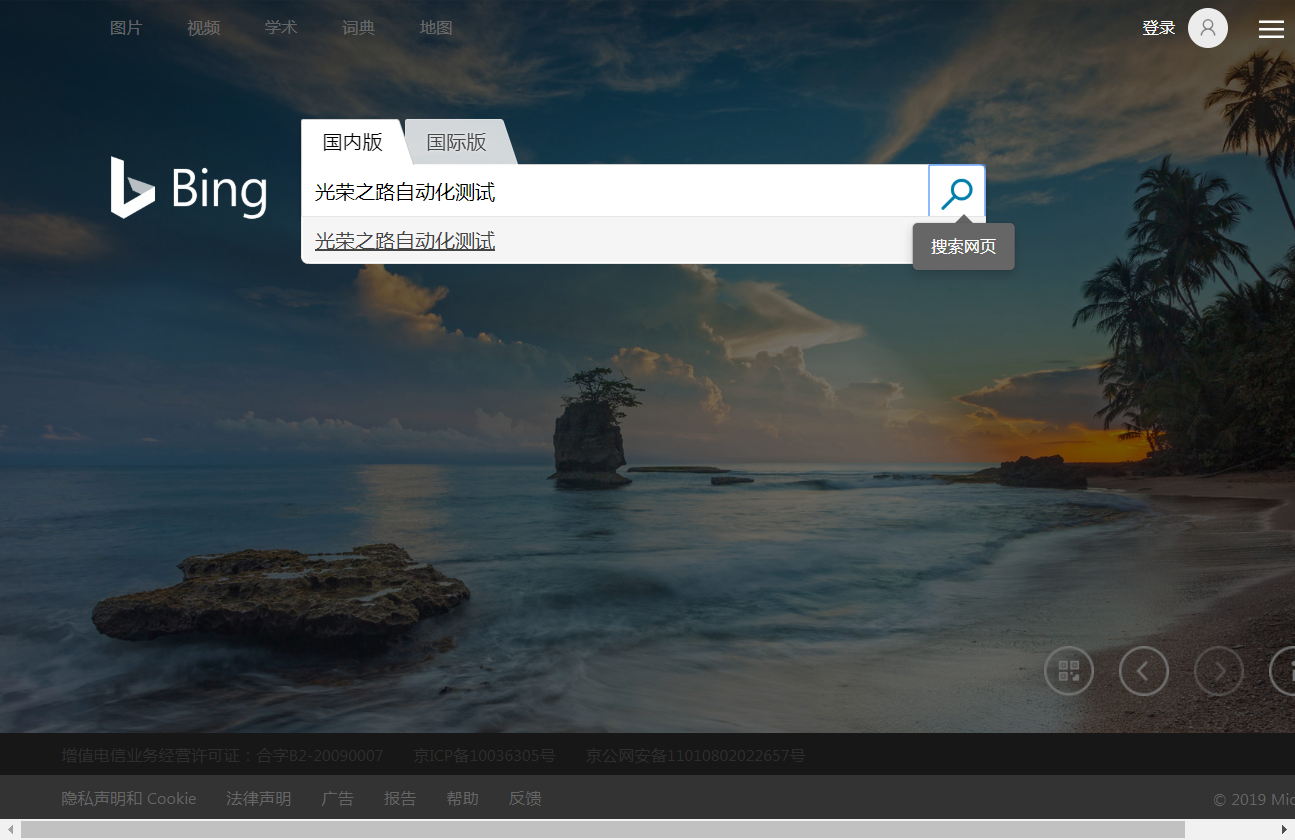 图片 视频 学术 词典 地图 登录
国内版 国际版
Bing
光荣之路自动化测试
光荣之路自动化测试
搜索网页
增值电信业务经营许可证：合字B2-20090007 京ICP备10036305号 京公网安备11010802022657号
隐私声明和 Cookie 法律声明 广告 报告 帮助 反馈 © 2019 Mic